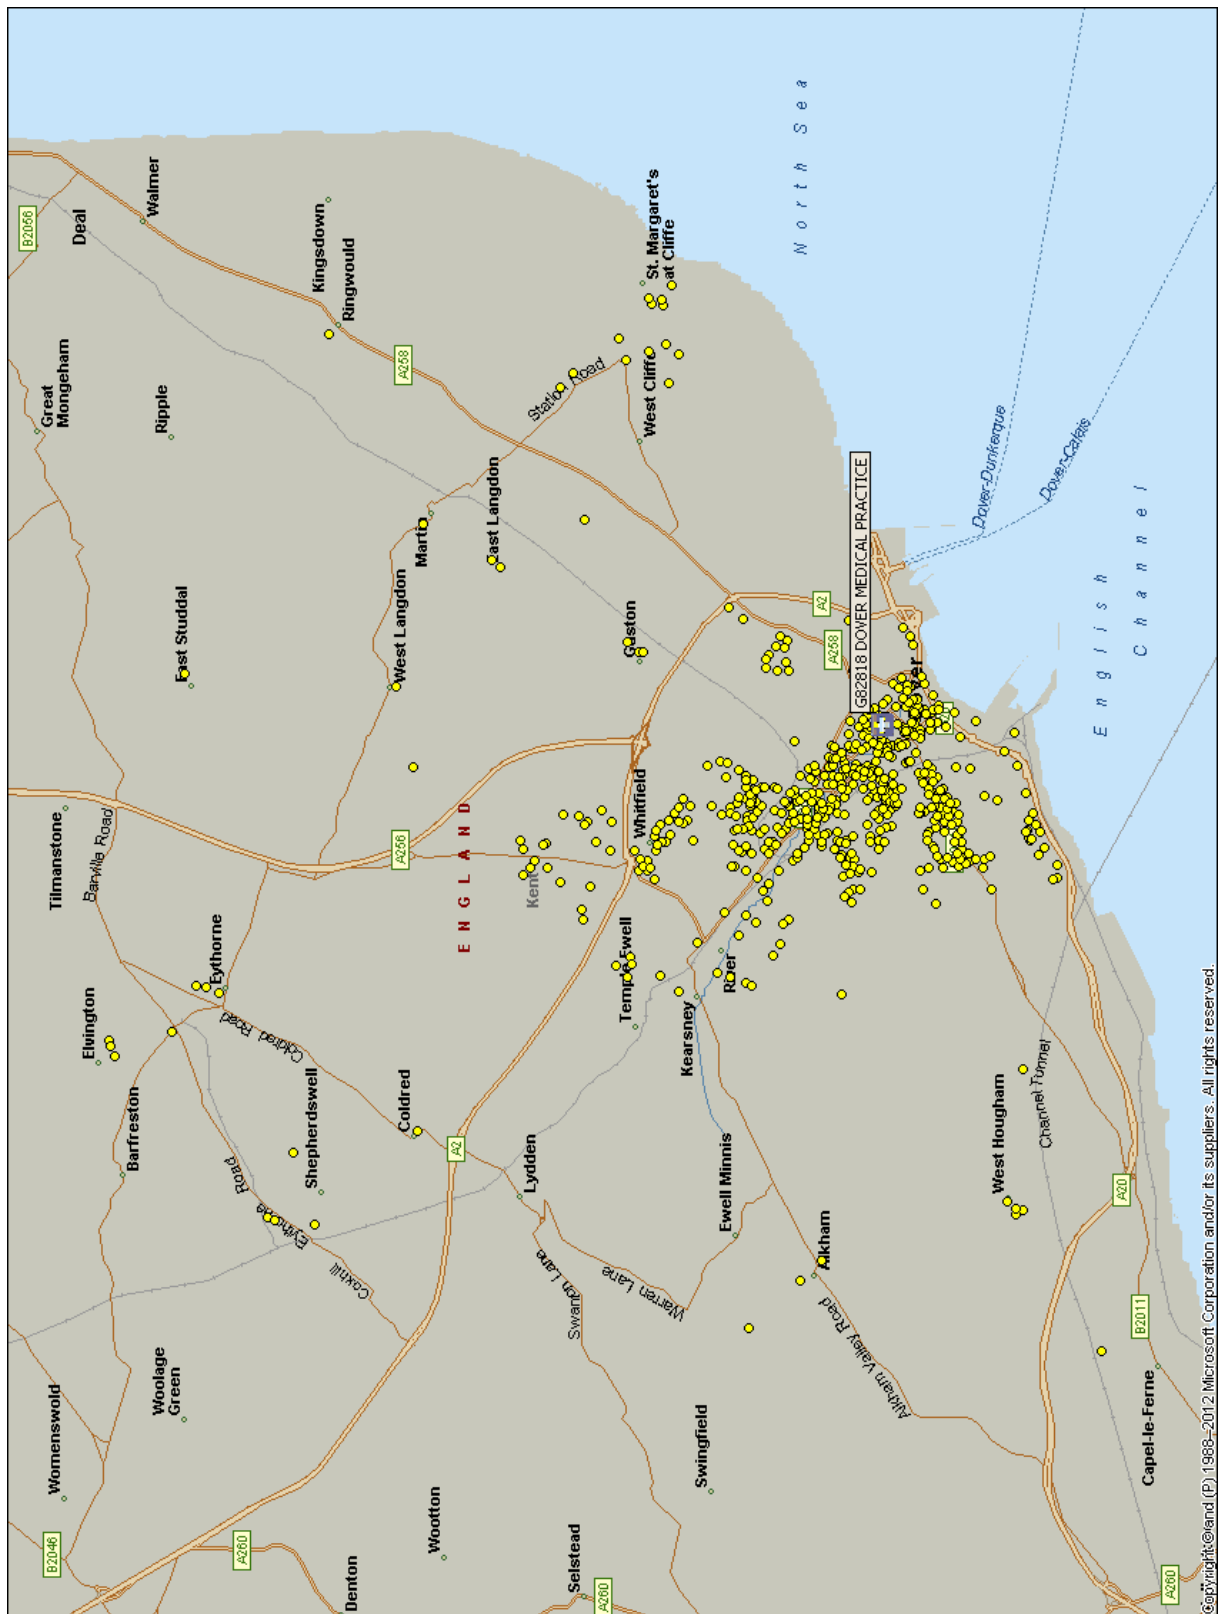 B2046
Womenswold
Barfreston
Elvington
Tilmanstone
Great
Mongeham
Deal
B2056
Woolage
Green
Barville Road
Ripple
Walmer
Eythorne
East Studdal
A260
Road
Coldred Road
Eythorne
Shepherdswell
Kingsdown
Ringwould
Denton
Coxhill
Coldred
A256
West Langdon
A258
Wootton
A2
Martin
ENGLAND
East Langdon
Lydden
Kent
Swanton Lane
Station Road
Selstead
A260
Warren Lane
Temple Ewell
Whitfield
Guston
West Cliffe
St. Margaret's
at Cliffe
Kearsney
Swingfield
Ewell Minnis
River
North Sea
Alkham
Alkham Valley Road
A2
A258
G82818 DOVER MEDICAL PRACTICE
Dover-Dunkerque
West Hougham
Channel Tunnel
Dover-Calais
English
Channel
A20
B2011
Capel-le-Ferne
A260
Copyright © and (P) 1988–2012 Microsoft Corporation and/or its suppliers. All rights reserved.